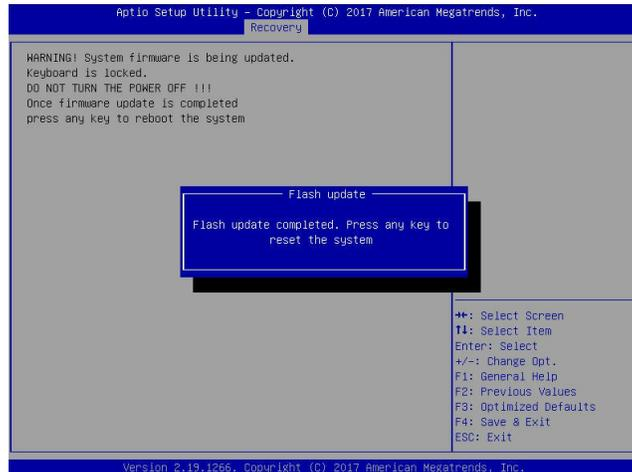 Aptio Setup Utility – Copyright (C) 2017 American Megatrends, Inc.
Recovery
WARNING! System firmware is being updated.
Keyboard is locked.
DO NOT TURN THE POWER OFF !!!
Once firmware update is completed
press any key to reboot the system
Flash update
Flash update completed. Press any key to
reset the system
→←: Select Screen
↑↓: Select Item
Enter: Select
+/-: Change Opt.
F1: General Help
F2: Previous Values
F3: Optimized Defaults
F4: Save & Exit
ESC: Exit
Version 2.19.1266. Copyright (C) 2017 American Megatrends, Inc.